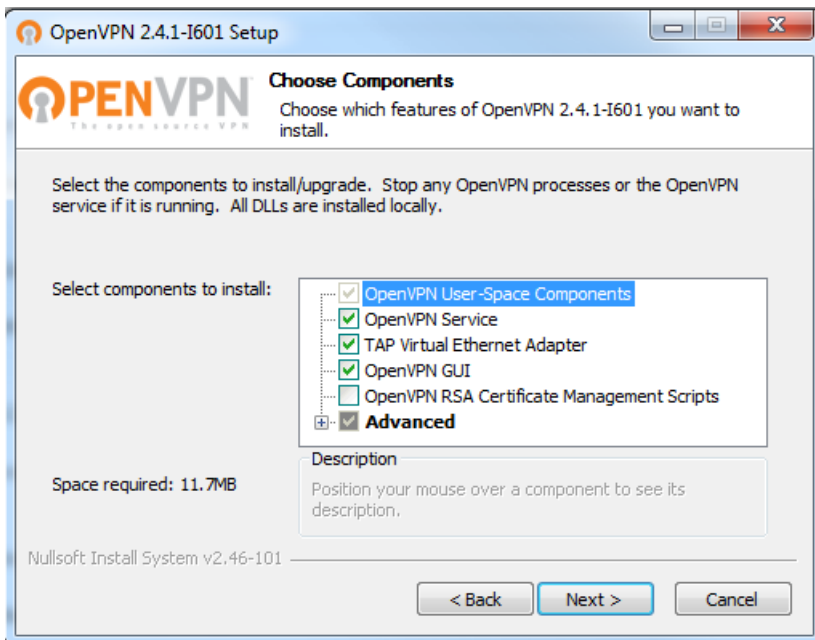 OpenVPN 2.4.1-I601 Setup
OPENVPN
The open source VPN
Choose Components
Choose which features of OpenVPN 2.4.1-I601 you want to
install.
Select the components to install/upgrade. Stop any OpenVPN processes or the OpenVPN
service if it is running. All DLLs are installed locally.
Select components to install:
OpenVPN User-Space Components
OpenVPN Service
TAP Virtual Ethernet Adapter
OpenVPN GUI
OpenVPN RSA Certificate Management Scripts
Advanced
Space required: 11.7MB
Description
Position your mouse over a component to see its
description.
Nullsoft Install System v2.46-101
< Back
Next >
Cancel